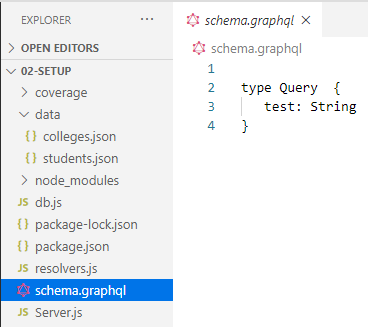 EXPLORER
OPEN EDITORS
02-SETUP
coverage
data
{} colleges.json
{} students.json
node_modules
JS db.js
{} package-lock.json
{} package.json
JS resolvers.js
schema.graphql
JS Server.js
schema.graphql ×
schema.graphql
1
2 type Query {
3 test: String
4 }